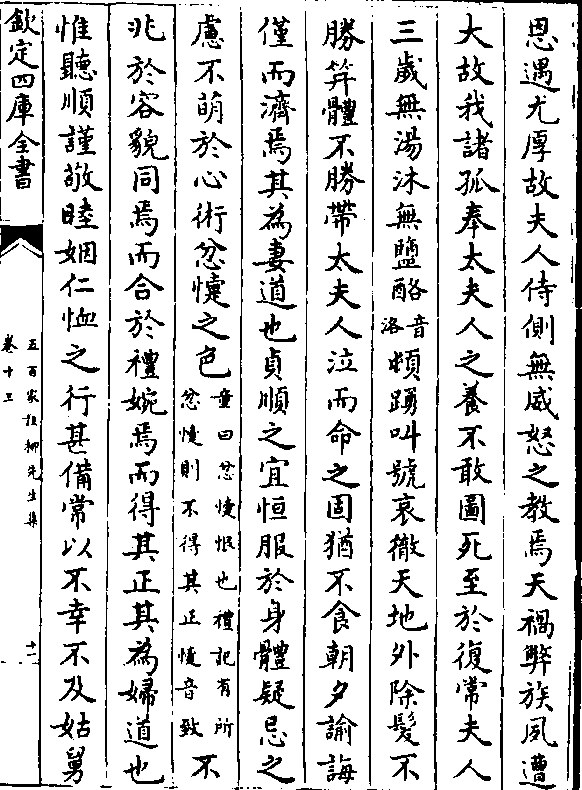 恩遇尤厚故夫人侍側無威怒之教焉天禍弊族夙遭
大故我諸孤奉太夫人之養不敢圖死至於復常夫人
三歲無湯沐無鹽酪音洛頰踴叫號哀徹天地外除髮不
勝笄體不勝帶太夫人泣而命之固猶不食朝夕諭誨
僅而濟焉其為妻道也貞順之宜恒服於身體疑忌之
慮不萌於心術忿懥之色童曰忿懥恨也禮記有所忿懥則不得其正懥音致不
兆於容貌同焉而合於禮婉焉而得其正其為婦道也
惟聽順謹敬睦姻仁恤之行甚備常以不幸不及姑舅
欽定四庫全書
五百家注柳先生集
卷十三
十一